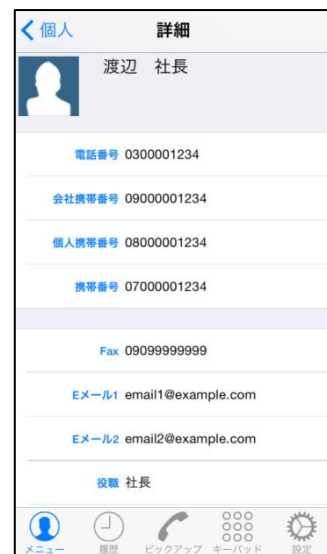 個人 詳細
渡辺 社長
電話番号 0300001234
会社携帯番号 09000001234
個人携帯番号 08000001234
携帯番号 07000001234
Fax 09099999999
Eメール1 email1@example.com
Eメール2 email2@example.com
役職 社長
メニュー 履歴 ピックアップ キーパッド 設定